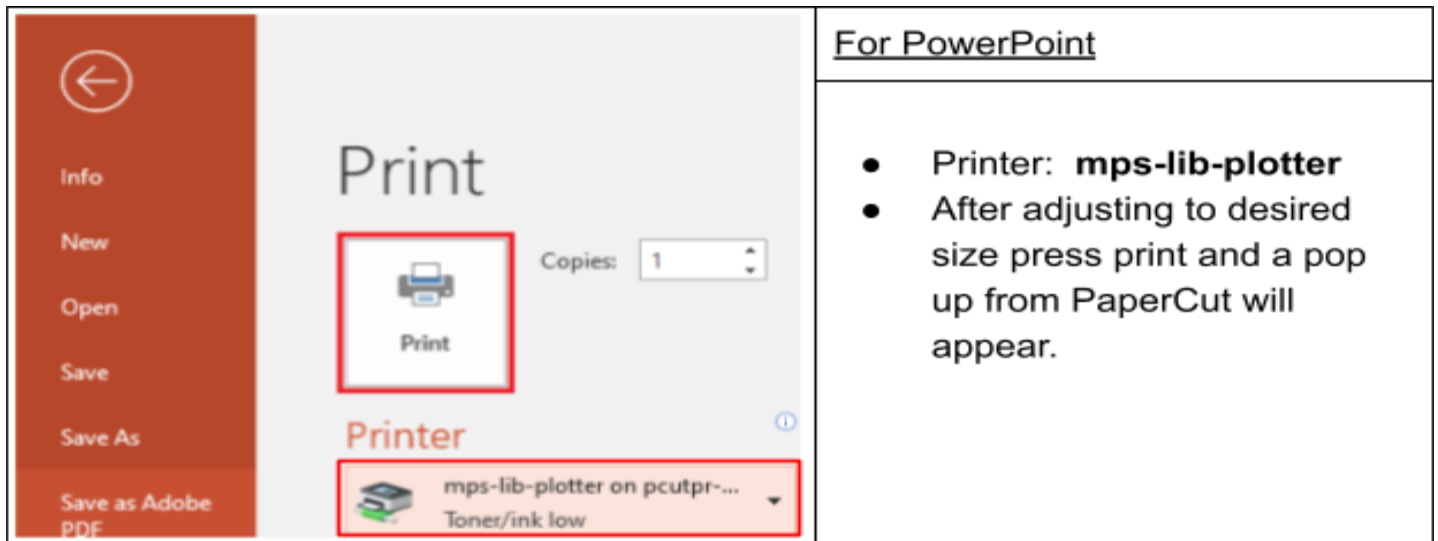 Info
New
Open
Save
Save As
Save as Adobe
PDF
Print
Print
Copies: 1
Printer
mps-lib-plotter on pcutpr-...
Toner/ink low
For PowerPoint
● Printer: mps-lib-plotter
● After adjusting to desired
size press print and a pop
up from PaperCut will
appear.